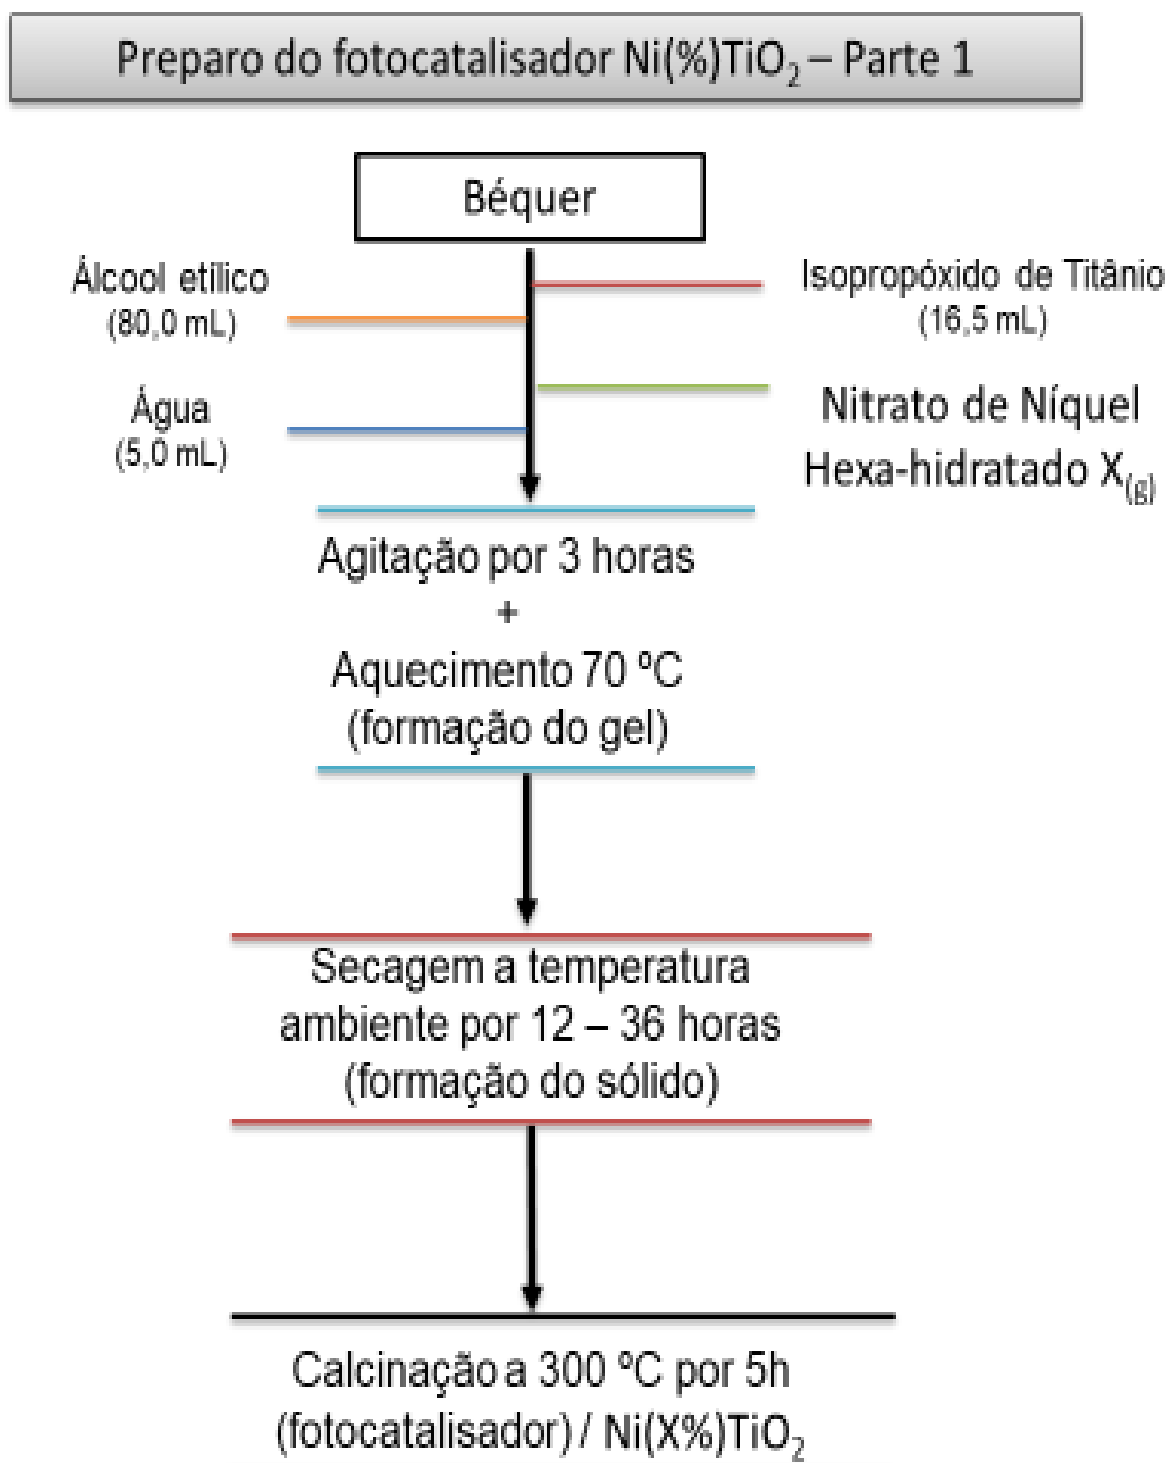 Preparo do fotocatalisador Ni(%)TiO₂ – Parte 1
Béquer
Álcool etílico
(80,0 mL)
Isopropóxido de Titânio
(16,5 mL)
Água
(5,0 mL)
Nitrato de Níquel
Hexa-hidratado X(g)
Agitação por 3 horas
+
Aquecimento 70 ºC
(formação do gel)
Secagem a temperatura
ambiente por 12 – 36 horas
(formação do sólido)
Calcinação a 300 ºC por 5h
(fotocatalisador) / Ni(X%)TiO₂